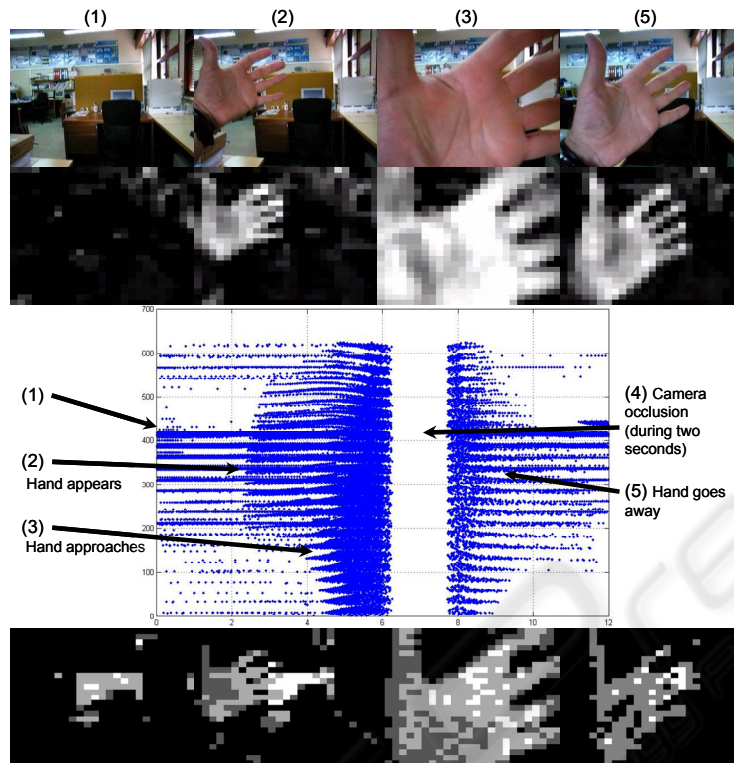 (1) (2) (3) (5)
700
600
500
400
300
200
100
0
0 2 4 6 8 10 12
(1)
(2)
Hand appears
(3)
Hand approaches
(4) Camera
occlusion
(during two
seconds)
(5) Hand goes
away